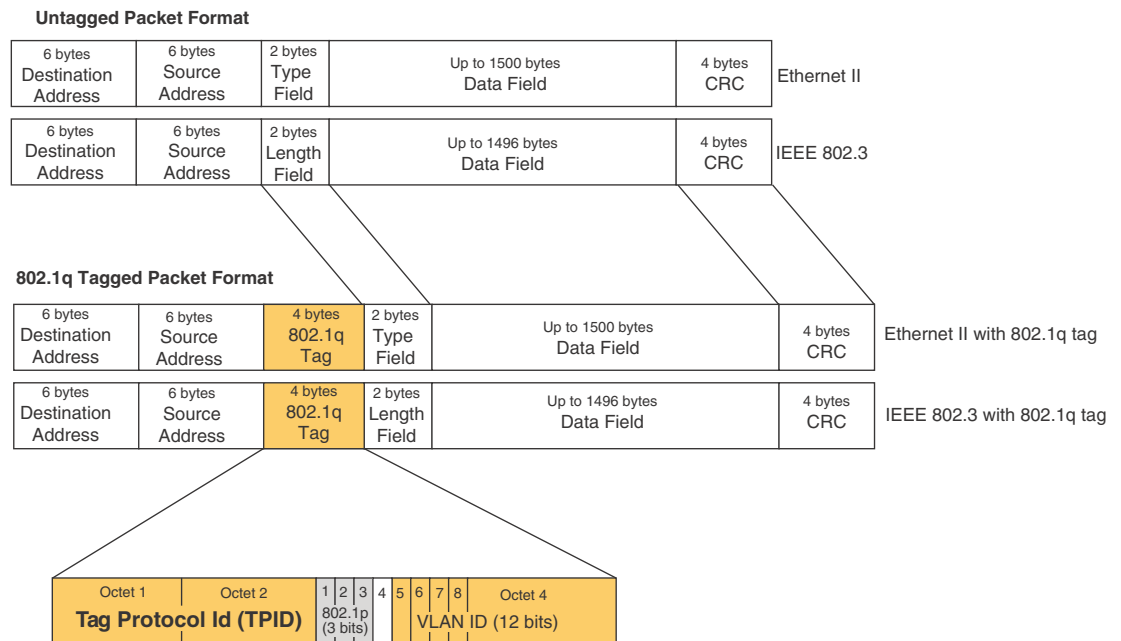 Untagged Packet Format
6 bytes
Destination
Address
6 bytes
Source
Address
2 bytes
Type
Field
Up to 1500 bytes
Data Field
4 bytes
CRC
Ethernet II
6 bytes
Destination
Address
6 bytes
Source
Address
2 bytes
Length
Field
Up to 1496 bytes
Data Field
4 bytes
CRC
IEEE 802.3
802.1q Tagged Packet Format
6 bytes
Destination
Address
6 bytes
Source
Address
4 bytes
802.1q
Tag
2 bytes
Type
Field
Up to 1500 bytes
Data Field
4 bytes
CRC
Ethernet II with 802.1q tag
6 bytes
Destination
Address
6 bytes
Source
Address
4 bytes
802.1q
Tag
2 bytes
Length
Field
Up to 1496 bytes
Data Field
4 bytes
CRC
IEEE 802.3 with 802.1q tag
Octet 1
Octet 2
1 2 3 4 5 6 7 8
Octet 4
Tag Protocol Id (TPID)
802.1p
(3 bits)
VLAN ID (12 bits)